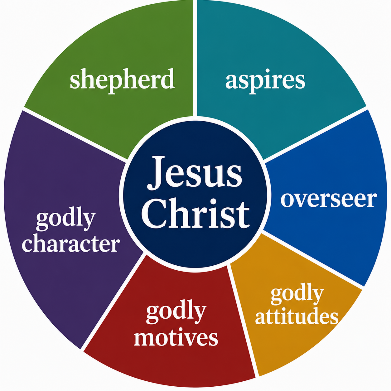 shepherd
aspires
Jesus
Christ
overseer
godly
character
godly
attitudes
godly
motives